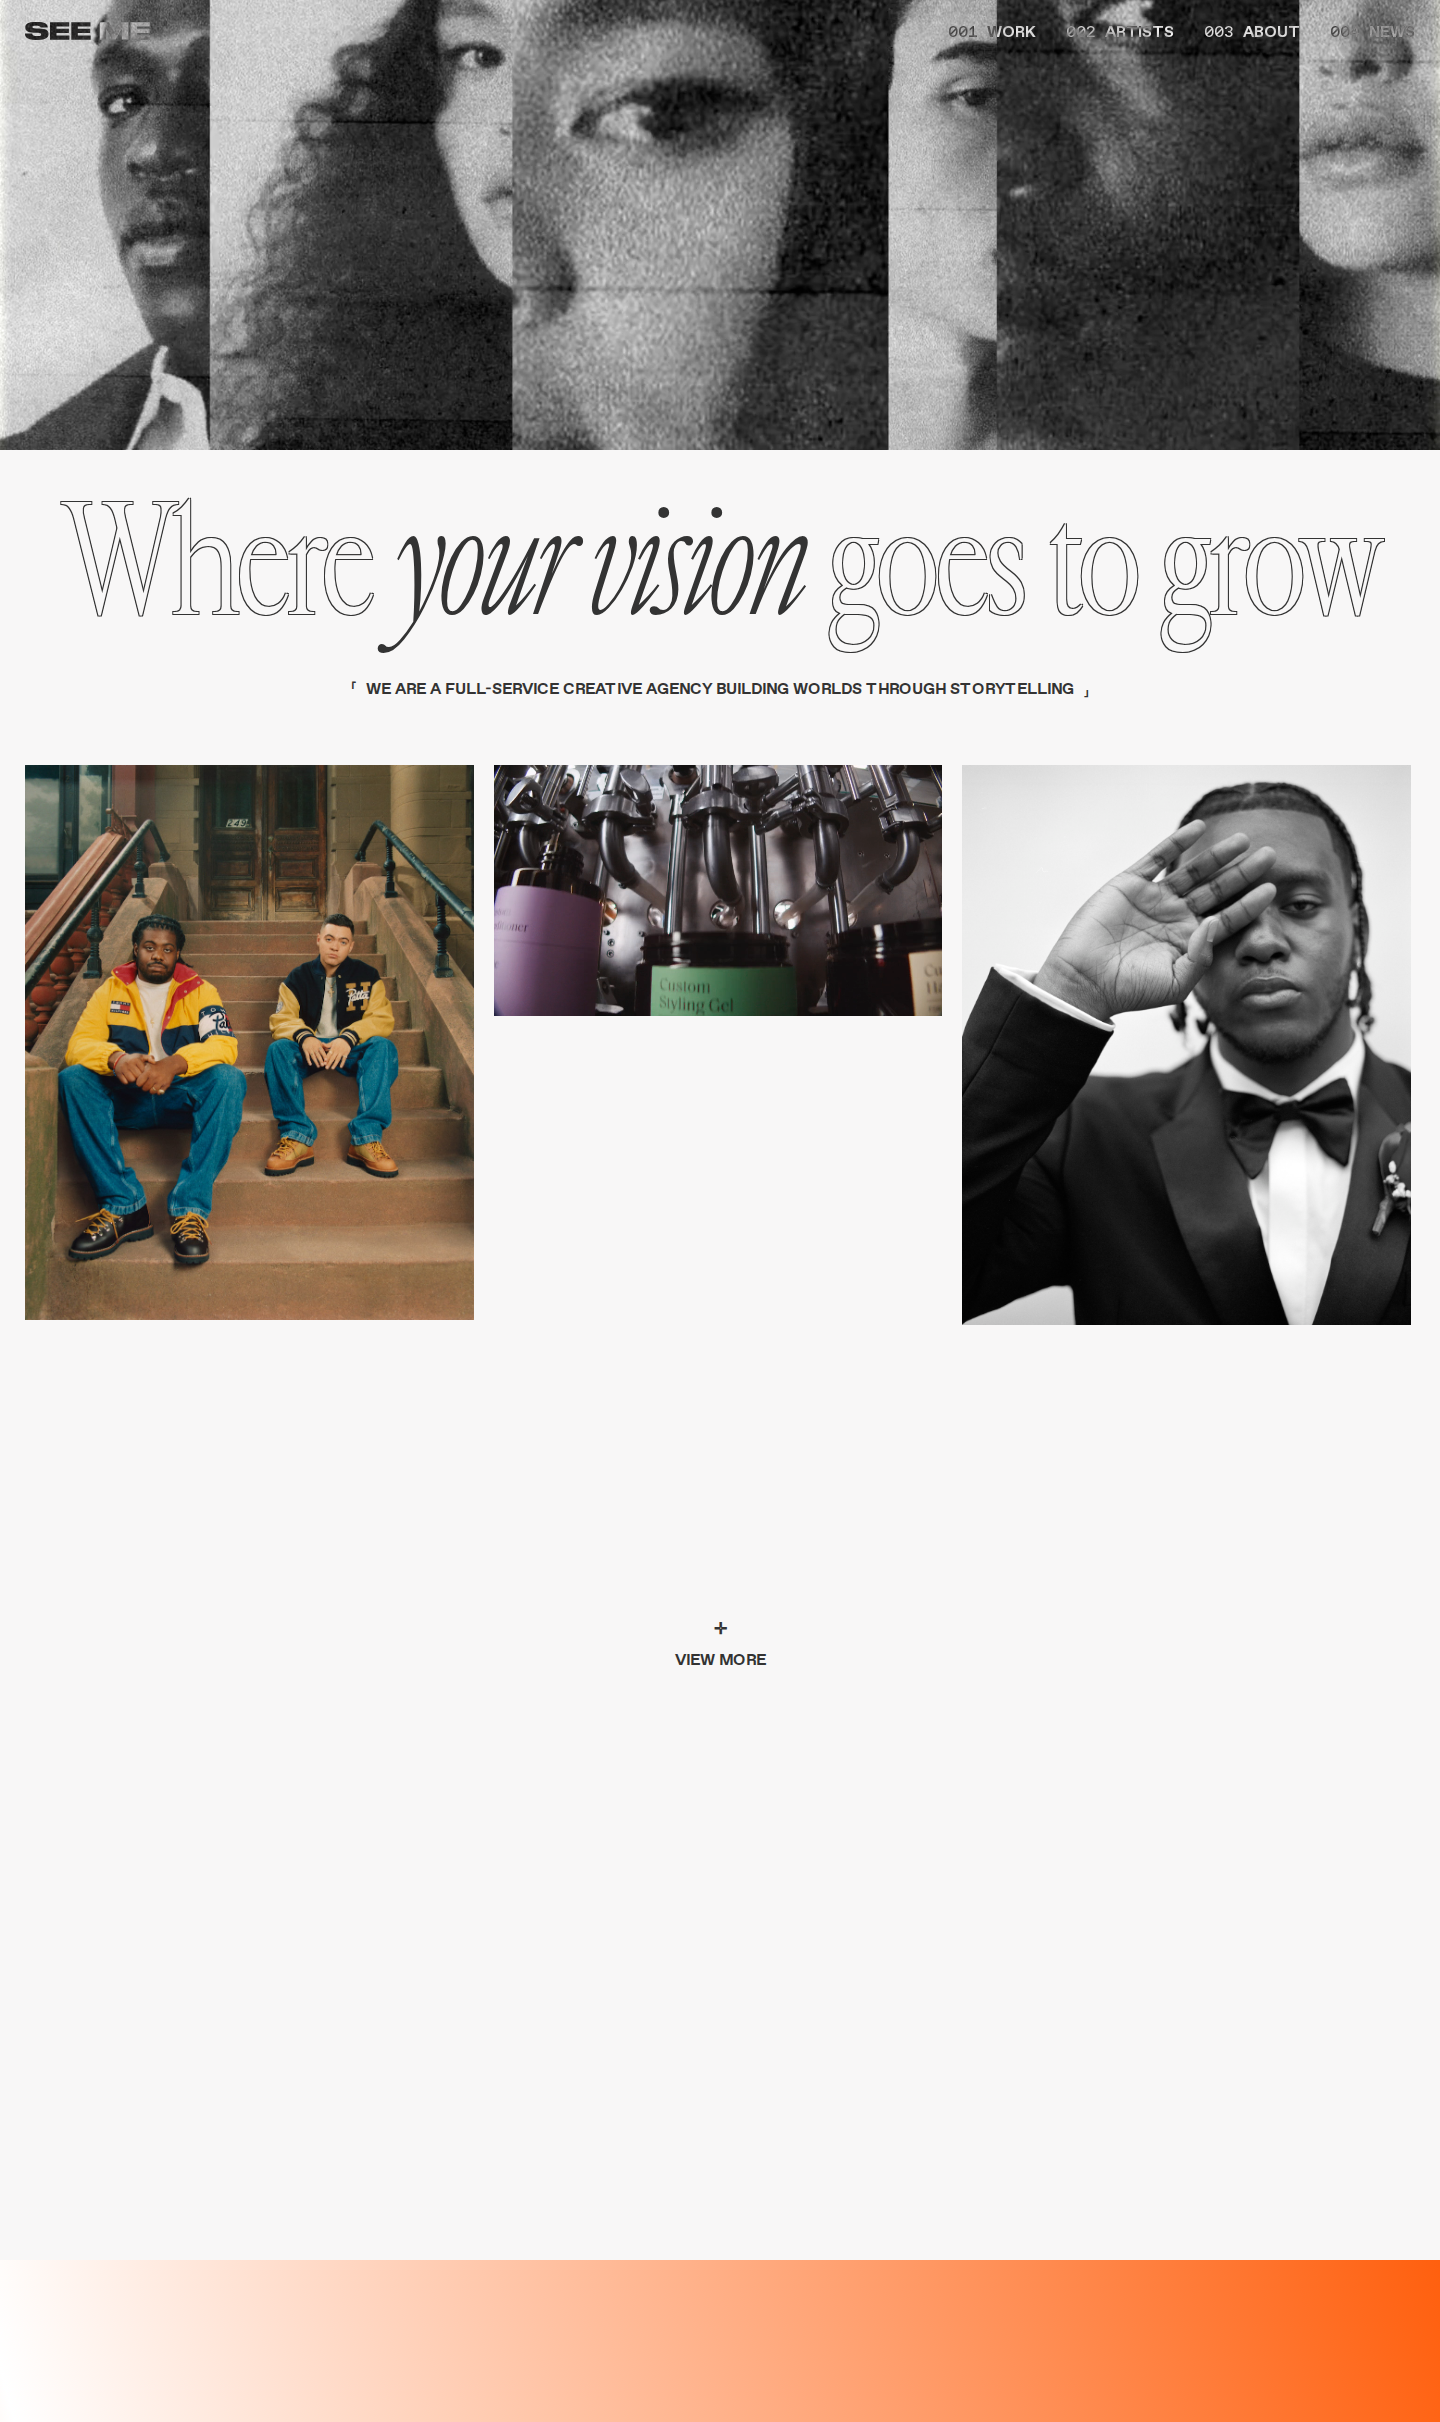 SEE ME
001 WORK 002 ARTISTS 003 ABOUT NEWS
Where your vision goes to grow
「 WE ARE A FULL-SERVICE CREATIVE AGENCY BUILDING WORLDS THROUGH STORYTELLING 」
Patta
H
Custom
Styling Gel
+
VIEW MORE